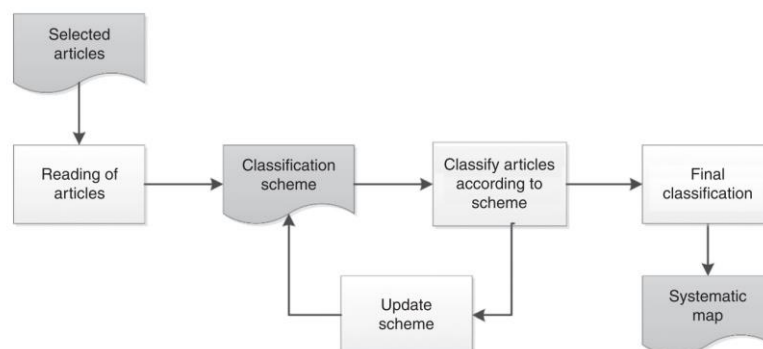 Selected
articles
Reading of
articles
Classification
scheme
Classify articles
according to
scheme
Final
classification
Update
scheme
Systematic
map